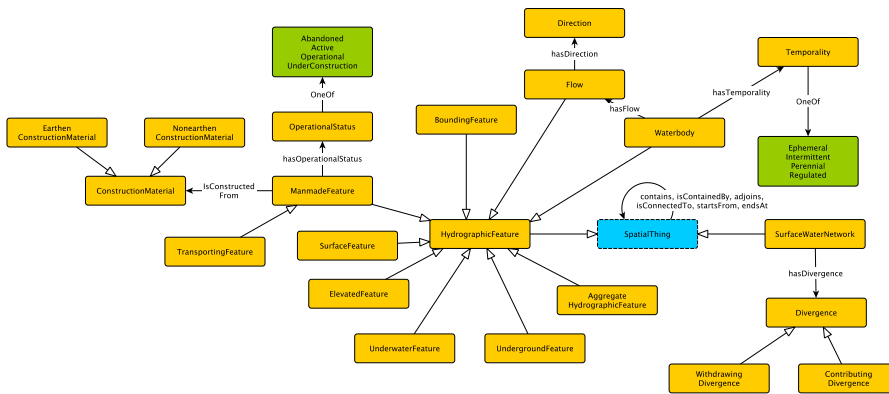 Direction
hasDirection
Abandoned
Active
Operational
UnderConstruction
Temporality
Flow
hasTemporality
OneOf
hasFlow
OneOf
BoundingFeature
OperationalStatus
Waterbody
Earthen
ConstructionMaterial
Nonearthen
ConstructionMaterial
Ephemeral
Intermittent
Perennial
Regulated
hasOperationalStatus
ConstructionMaterial
IsConstructed
From
ManmadeFeature
contains, isContainedBy, adjoins,
isConnectedTo, startsFrom, endsAt
HydrographicFeature
SpatialThing
SurfaceWaterNetwork
SurfaceFeature
TransportingFeature
hasDivergence
ElevatedFeature
Aggregate
HydrographicFeature
Divergence
UnderwaterFeature
UndergroundFeature
Withdrawing
Divergence
Contributing
Divergence